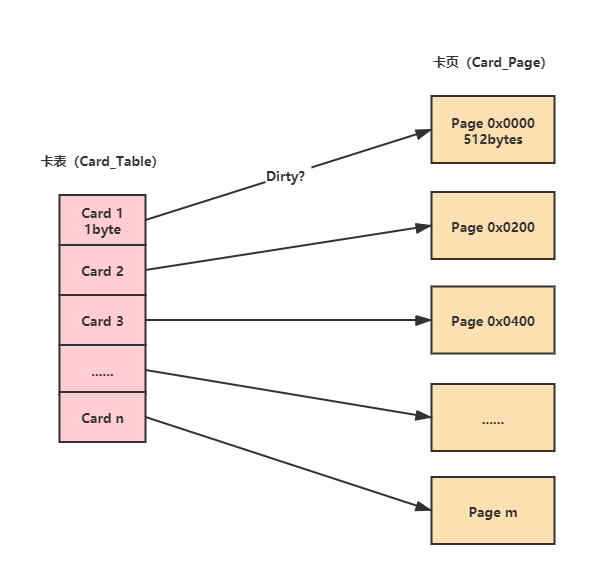 卡页（Card_Page）
Page 0x0000
512bytes
卡表（Card_Table）
Dirty?
Card 1
1byte
Page 0x0200
Card 2
Card 3
Page 0x0400
......
......
Card n
Page m